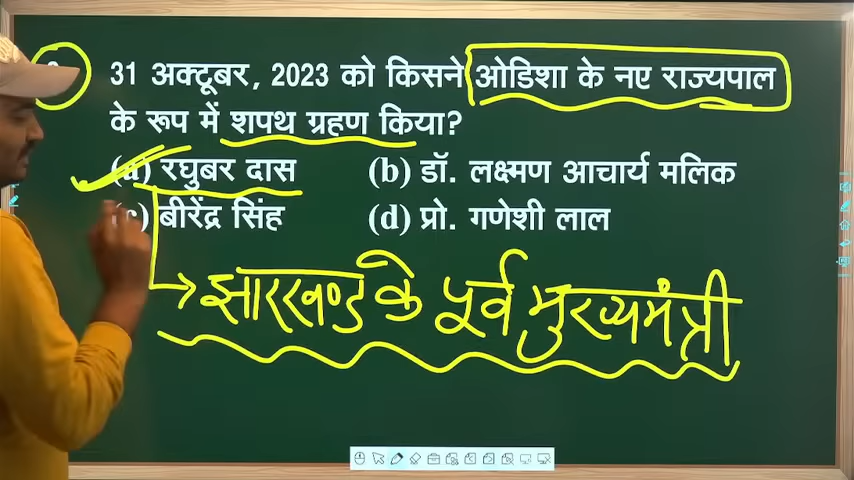 31 अक्टूबर, 2023 को किसने ओडिशा के नए राज्यपाल
के रूप में शपथ ग्रहण किया?
(a) रघुबर दास (b) डॉ. लक्ष्मण आचार्य मलिक
(c) बीरेंद्र सिंह (d) प्रो. गणेशी लाल
झारखण्ड के पूर्व मुख्यमंत्री